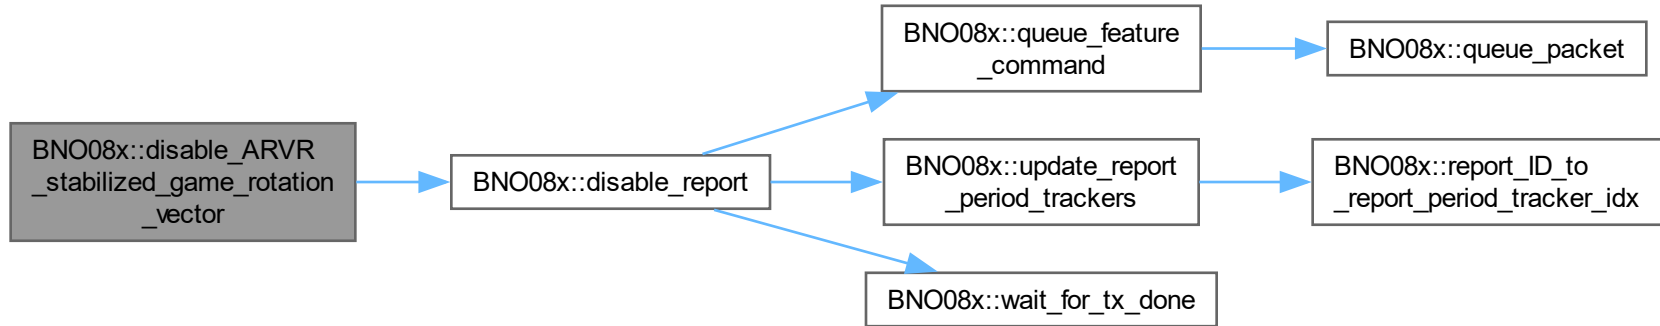 BNO08x::disable_ARVR
_stabilized_game_rotation
_vector
BNO08x::disable_report
BNO08x::queue_feature
_command
BNO08x::queue_packet
BNO08x::update_report
_period_trackers
BNO08x::report_ID_to
_report_period_tracker_idx
BNO08x::wait_for_tx_done